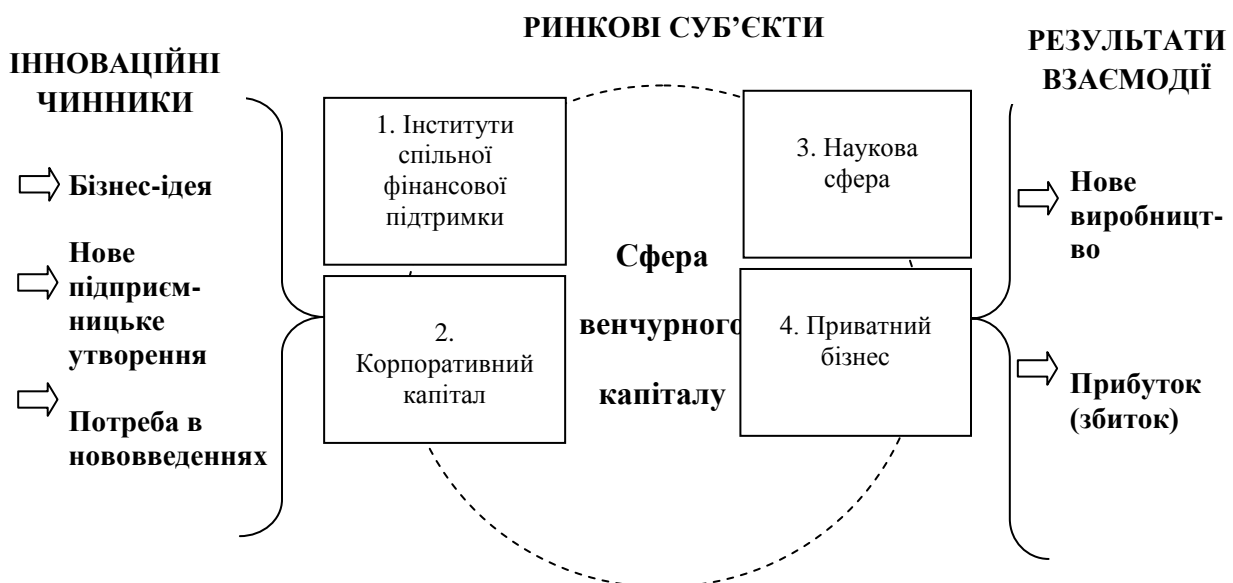 РИНКОВІ СУБ’ЄКТИ
ІННОВАЦІЙНІ
ЧИННИКИ
Бізнес-ідея
Нове
підприєм-
ницьке
утворення
Потреба в
нововведеннях
1. Інститути
спільної
фінансової
підтримки
2.
Корпоративний
капітал
Сфера
венчурного
капіталу
3. Наукова
сфера
4. Приватний
бізнес
РЕЗУЛЬТАТИ
ВЗАЄМОДІЇ
Нове
виробницт-
во
Прибуток
(збиток)